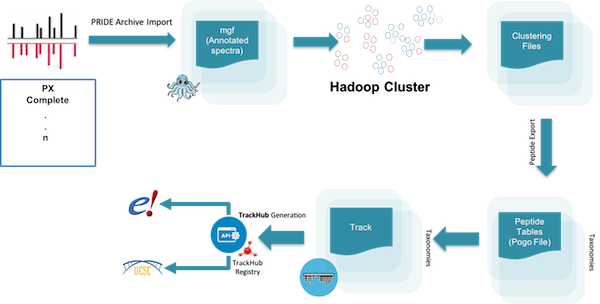 PRIDE Archive Import
mgf
(Annotated
spectra)
Hadoop Cluster
Clustering
Files
PX
Complete
.
.
n
Peptide Export
Peptide
Tables
(Pogo File)
Taxonomies
Taxonomies
Track
TrackHub Generation
API
TrackHub
Registry
e!
UCSC